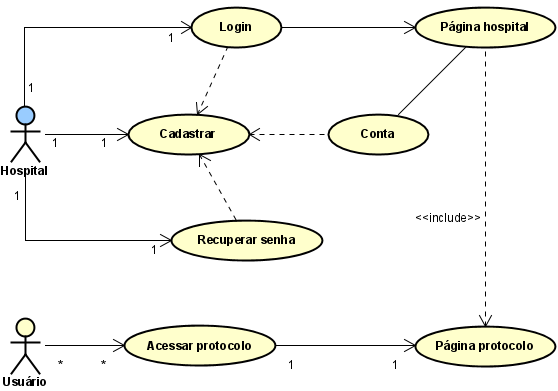 Login
Página hospital
1
1
Cadastrar
Conta
Hospital
1
1
1
<<include>>
Recuperar senha
1
Acessar protocolo
Página protocolo
*
*
1
1
Usuário